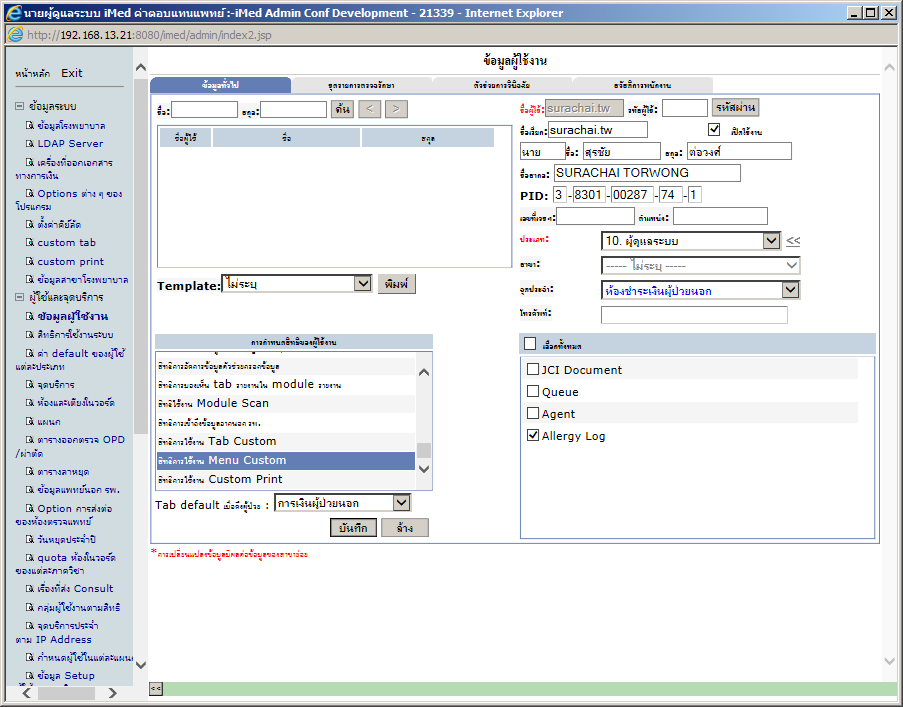 นายผู้ดูแลระบบ iMed ค่าตอบแทนแพทย์ :-iMed Admin Conf Development - 21339 - Internet Explorer
http://192.168.13.21:8080/imed/admin/index2.jsp
หน้าหลัก Exit
ข้อมูลระบบ
ข้อมูลโรงพยาบาล
LDAP Server
เครื่องที่ออกเอกสาร
ทางการเงิน
Options ต่าง ๆ ของ
โปรแกรม
ตั้งค่าคีย์ลัด
custom tab
custom print
ข้อมูลสาขาโรงพยาบาล
ผู้ใช้และจุดบริการ
ข้อมูลผู้ใช้งาน
สิทธิการใช้งานระบบ
ค่า default ของผู้ใช้
แต่ละประเภท
จุดบริการ
ห้องและเตียงในวอร์ด
แผนก
ตารางออกตรวจ OPD
/ผ่าตัด
ตารางลาหยุด
ข้อมูลแพทย์นอก รพ.
Option การส่งต่อ
ของห้องตรวจแพทย์
วันหยุดประจำปี
quota ห้องในวอร์ด
ของแต่ละภาควิชา
เรื่องที่ส่ง Consult
กลุ่มผู้ใช้งานตามสิทธิ
จุดบริการประจำ
ตาม IP Address
กำหนดผู้ใช้ในแต่ละแผนก
ข้อมูล Setup
ข้อมูลผู้ใช้งาน
ข้อมูลทั่วไป ชุดรายการตรวจรักษา ตัวช่วยการวินิจฉัย สวัสดิการพนักงาน
ชื่อ: สกุล: ค้น < >
ชื่อผู้ใช้ ชื่อ สกุล
Template: ไม่ระบุ พิมพ์
ชื่อผู้ใช้: surachai.tw รหัสผู้ใช้: รหัสผ่าน
ชื่อเรียก: surachai.tw เปิดใช้งาน
นาย ชื่อ: สุรชัย สกุล: ต่อวงศ์
ชื่อสากล: SURACHAI TORWONG
PID: 3 -8301 -00287 -74 -1
เลขที่เวชฯ: ตำแหน่ง:
ประเภท: 10. ผู้ดูแลระบบ <<
สาขา: ----- ไม่ระบุ -----
จุดประจำ: ห้องชำระเงินผู้ป่วยนอก
โทรศัพท์:
การกำหนดสิทธิของผู้ใช้งาน
สิทธิการจัดการข้อมูลตัวช่วยกรอกข้อมูล
สิทธิการมองเห็น tab รายงานใน module รายงาน
สิทธิใช้งาน Module Scan
สิทธิการเข้าถึงข้อมูลจากนอก รพ.
สิทธิการใช้งาน Tab Custom
สิทธิการใช้งาน Menu Custom
สิทธิการใช้งาน Custom Print
Tab default เมื่อดึงผู้ป่วย : การเงินผู้ป่วยนอก
บันทึก ล้าง
เลือกทั้งหมด
JCI Document
Queue
Agent
Allergy Log
*การเปลี่ยนแปลงข้อมูลมีผลต่อข้อมูลของสาขาย่อย
<<